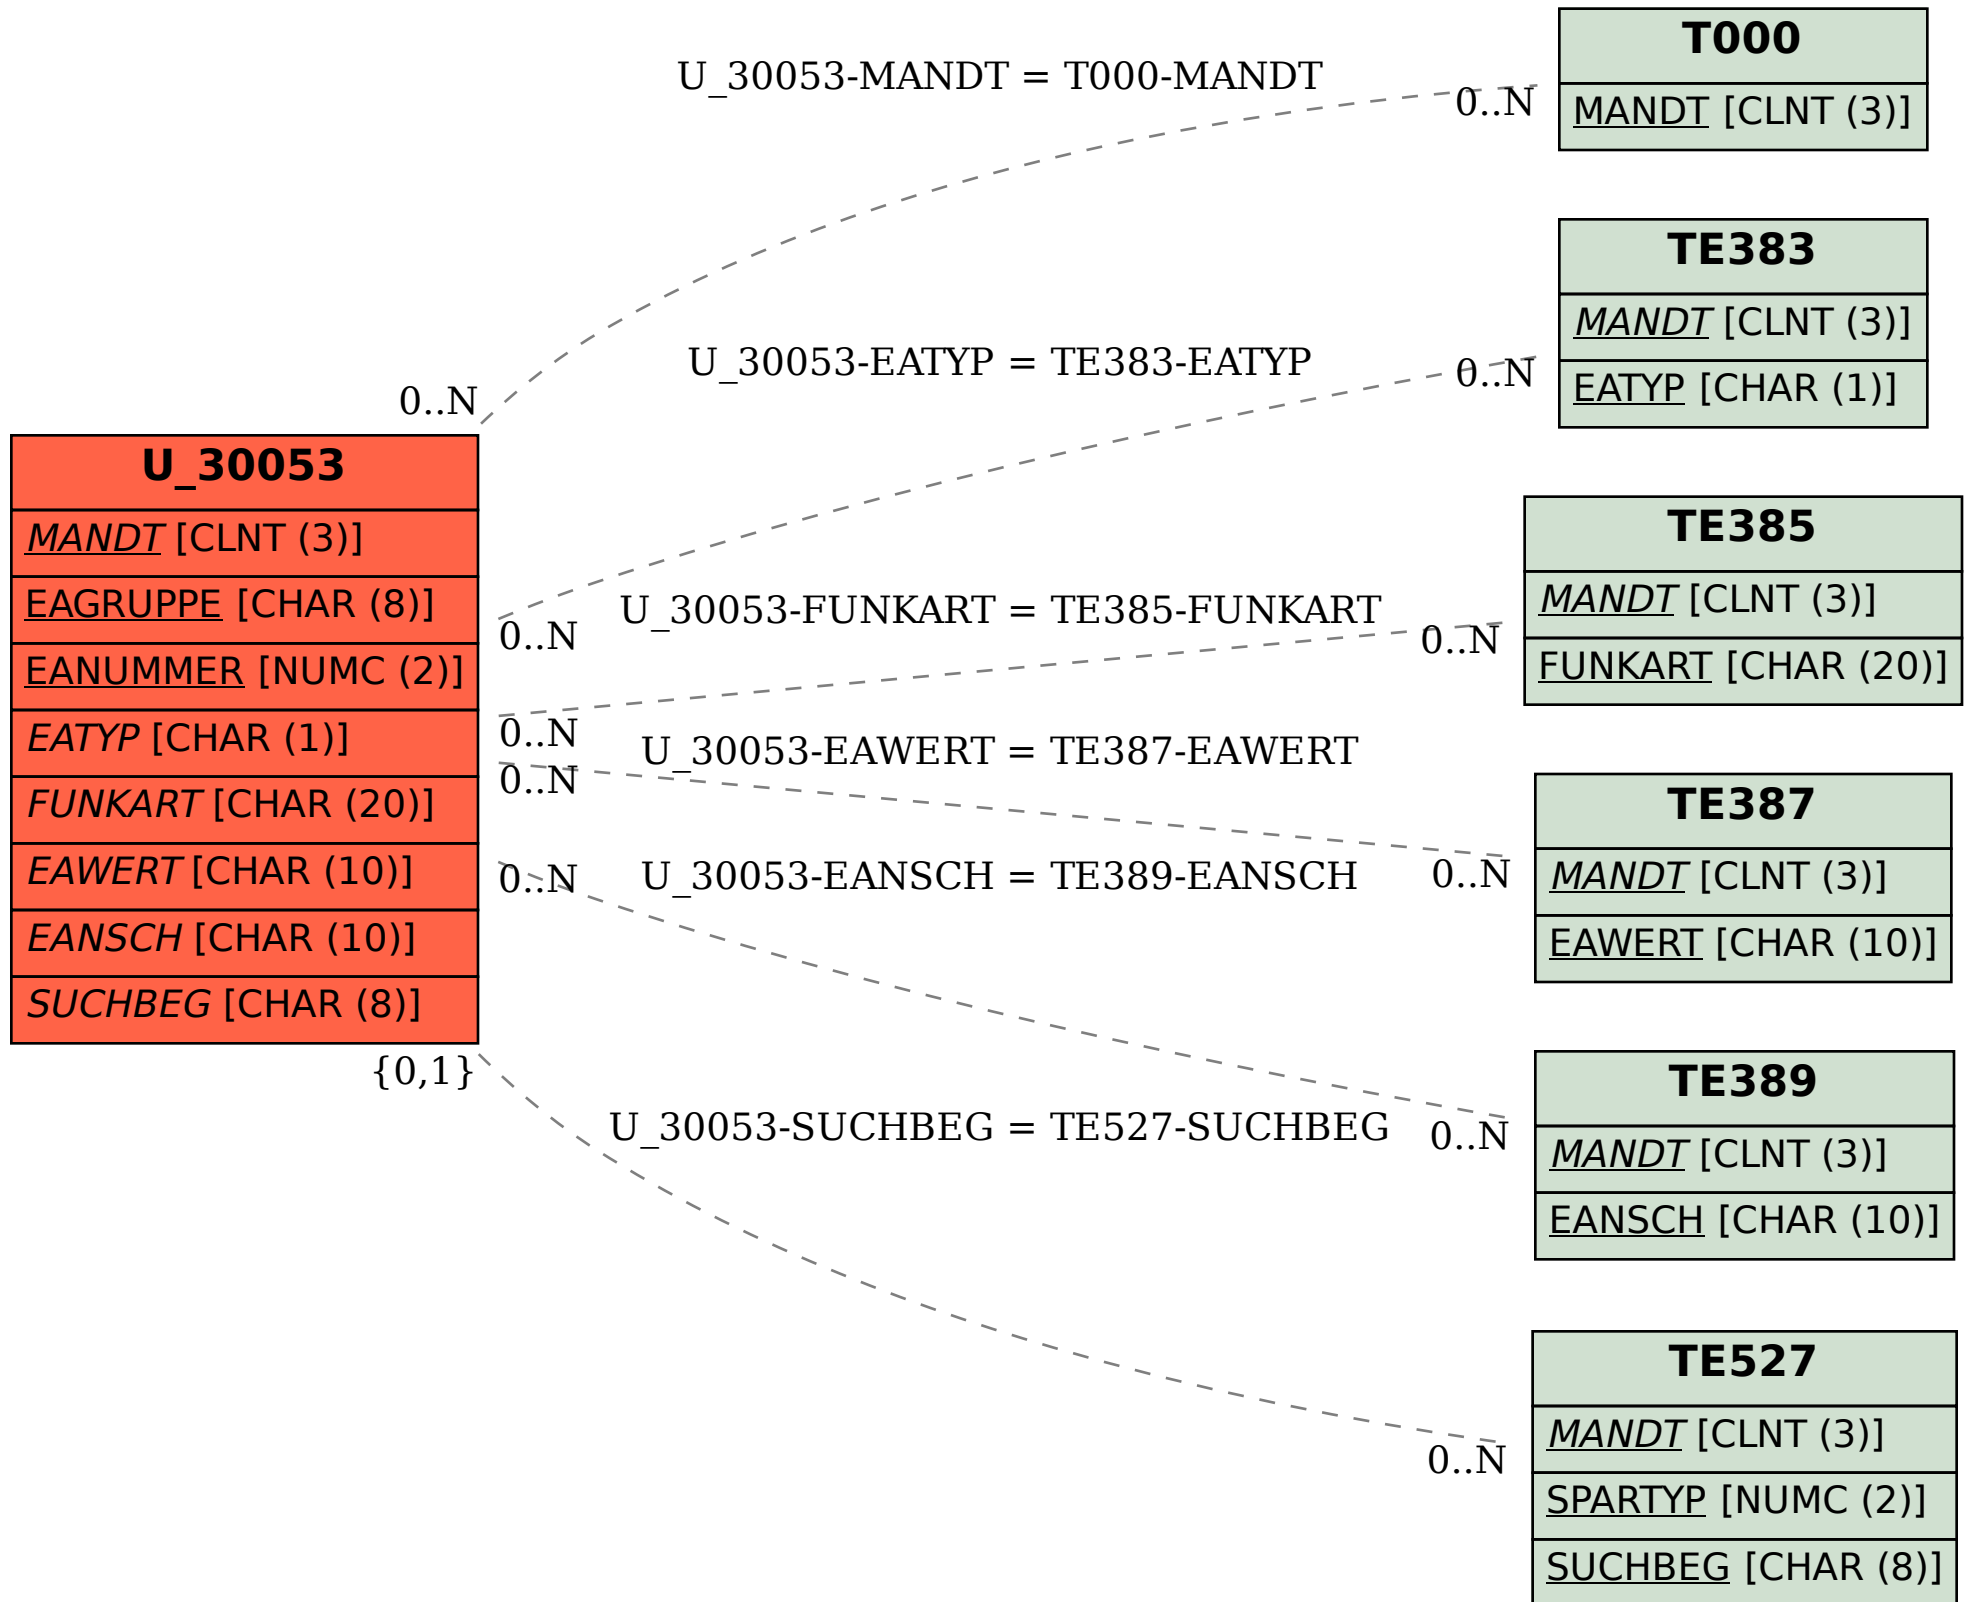 U_30053
MANDT [CLNT (3)]
EAGRUPPE [CHAR (8)]
EANUMMER [NUMC (2)]
EATYP [CHAR (1)]
FUNKART [CHAR (20)]
EAWERT [CHAR (10)]
EANSCH [CHAR (10)]
SUCHBEG [CHAR (8)]
U_30053-MANDT = T000-MANDT
0..N
0..N
U_30053-EATYP = TE383-EATYP
0..N
0..N
U_30053-FUNKART = TE385-FUNKART
0..N
0..N
U_30053-EAWERT = TE387-EAWERT
0..N
0..N
U_30053-EANSCH = TE389-EANSCH
0..N
0..N
U_30053-SUCHBEG = TE527-SUCHBEG
{0,1}
0..N
T000
MANDT [CLNT (3)]
TE383
MANDT [CLNT (3)]
EATYP [CHAR (1)]
TE385
MANDT [CLNT (3)]
FUNKART [CHAR (20)]
TE387
MANDT [CLNT (3)]
EAWERT [CHAR (10)]
TE389
MANDT [CLNT (3)]
EANSCH [CHAR (10)]
TE527
MANDT [CLNT (3)]
SPARTYP [NUMC (2)]
SUCHBEG [CHAR (8)]